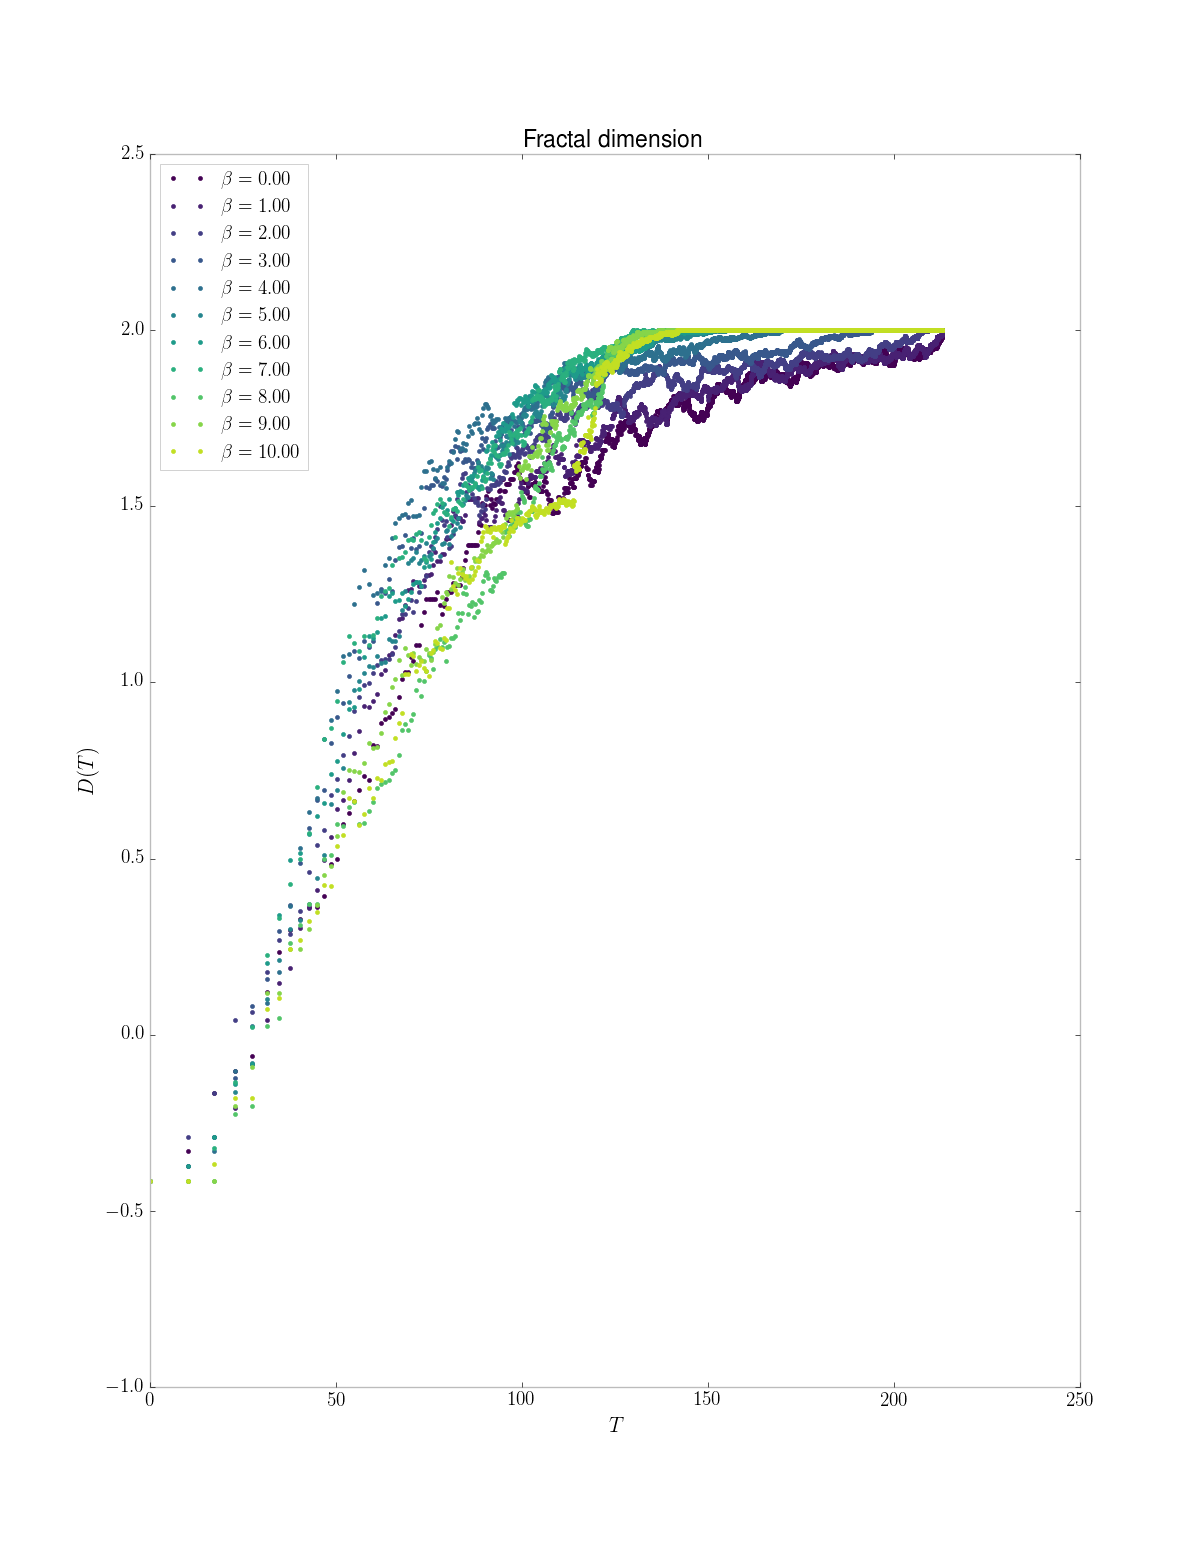 Fractal dimension
2.5
2.0
1.5
1.0
0.5
0.0
−0.5
−1.0
β = 0.00
β = 1.00
β = 2.00
β = 3.00
β = 4.00
β = 5.00
β = 6.00
β = 7.00
β = 8.00
β = 9.00
β = 10.00
D(T)
0 50 100 150 200 250
T